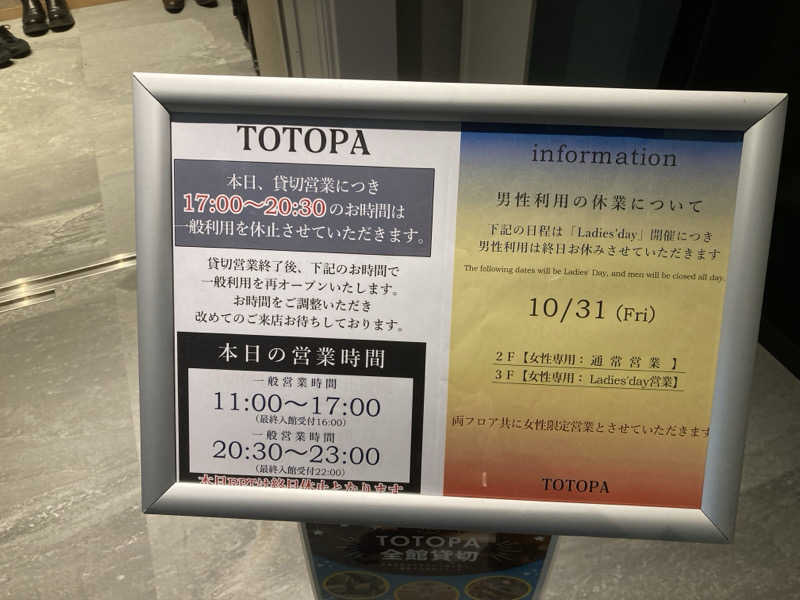 TOTOPA
本日、貸切営業につき
17:00〜20:30 のお時間は
一般利用を休止させていただきます。
貸切営業終了後、下記のお時間で
一般利用を再オープンいたします。
お時間をご調整いただき
改めてのご来店お待ちしております。
本日の営業時間
一般営業時間
11:00〜17:00
(最終入館受付16:00)
一般営業時間
20:30〜23:00
(最終入館受付22:00)
information
男性利用の休業について
下記の日程は「Ladies'day」開催につき
男性利用は終日お休みさせていただきます
The following dates will be Ladies' Day, and men will be closed all day.
10/31 (Fri)
2F【女性専用：通常営業】
3F【女性専用：Ladies'day営業】
両フロア共に女性限定営業とさせていただきます
TOTOPA
TOTOPA
全館貸切